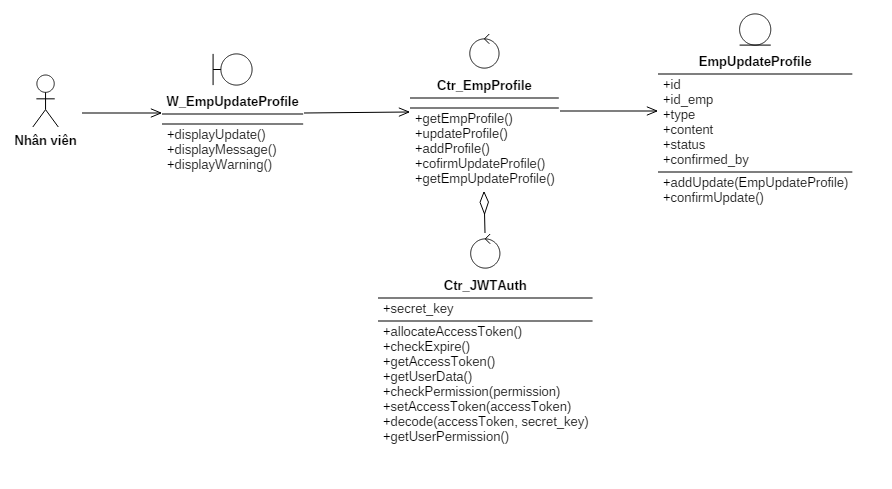 Nhân viên
W_EmpUpdateProfile
+displayUpdate()
+displayMessage()
+displayWarning()
Ctr_EmpProfile
+getEmpProfile()
+updateProfile()
+addProfile()
+cofirmUpdateProfile()
+getEmpUpdateProfile()
EmpUpdateProfile
+id
+id_emp
+type
+content
+status
+confirmed_by
+addUpdate(EmpUpdateProfile)
+confirmUpdate()
Ctr_JWTAuth
+secret_key
+allocateAccessToken()
+checkExpire()
+getAccessToken()
+getUserData()
+checkPermission(permission)
+setAccessToken(accessToken)
+decode(accessToken, secret_key)
+getUserPermission()